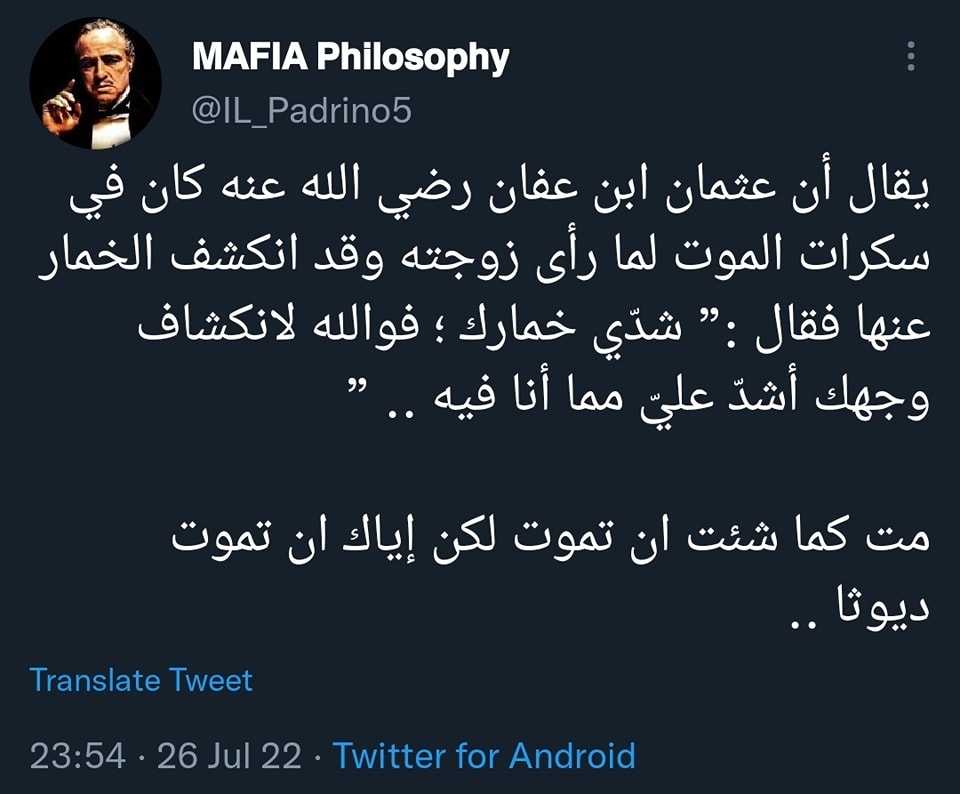 MAFIA Philosophy
@IL_Padrino5
يقال أن عثمان ابن عفان رضي الله عنه كان في
سكرات الموت لما رأى زوجته وقد انكشف الخمار
عنها فقال :” شدّي خمارك ؛ فوالله لانكشاف
وجهك أشدّ عليّ مما أنا فيه .. ”
مت كما شئت ان تموت لكن إياك ان تموت
ديوثا ..
Translate Tweet
23:54 · 26 Jul 22 · Twitter for Android